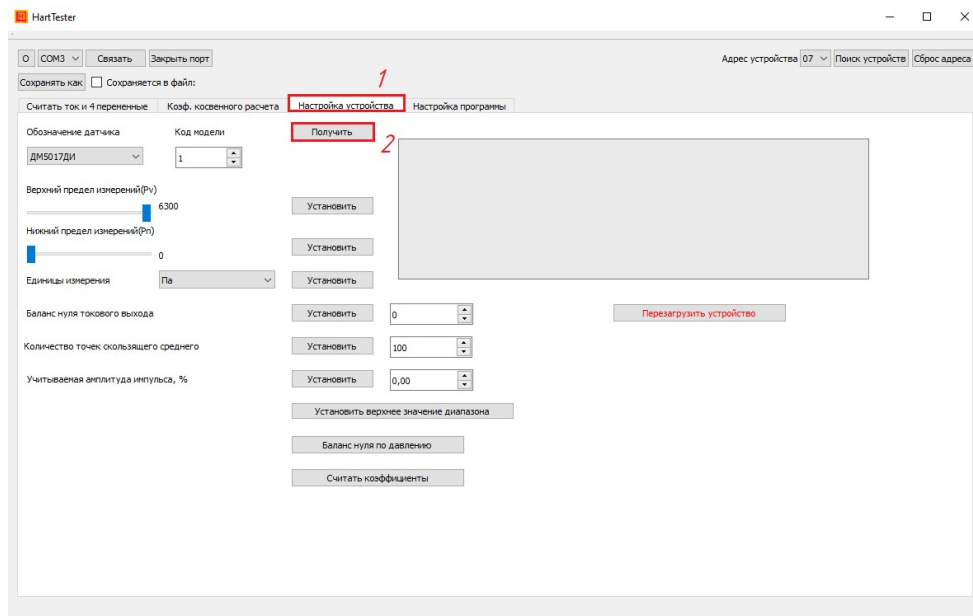 HartTester
О COM3 Связать Закрыть порт Адрес устройства 07 Поиск устройств Сброс адреса
Сохранять как Сохраняется в файл:
1
Считать ток и 4 переменные Коэф. косвенного расчета Настройка устройства Настройка программы
Обозначение датчика Код модели Получить
2
ДМ5017ДИ 1
Верхний предел измерений(Pv)
6300 Установить
Нижний предел измерений(Pn)
0 Установить
Единицы измерения Па Установить
Баланс нуля токового выхода Установить 0 Перезагрузить устройство
Количество точек скользящего среднего Установить 100
Учитываемая амплитуда импульса, % Установить 0,00
Установить верхнее значение диапазона
Баланс нуля по давлению
Считать коэффициенты